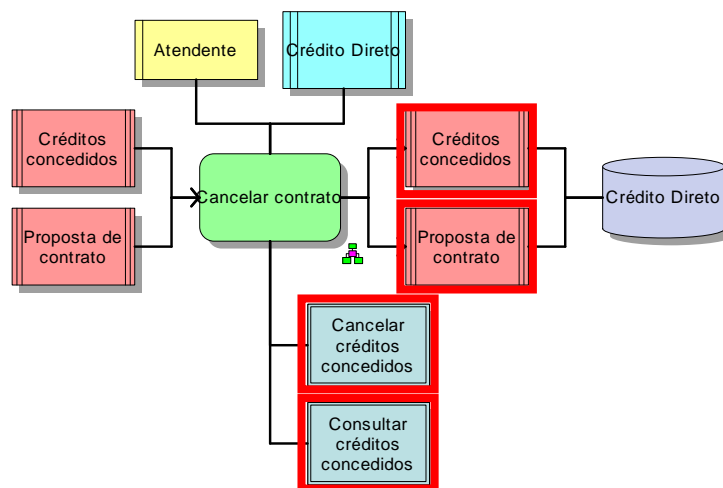 Atendente
Crédito Direto
Créditos
concedidos
Proposta de
contrato
Cancelar contrato
Créditos
concedidos
Proposta de
contrato
Crédito Direto
Cancelar
créditos
concedidos
Consultar
créditos
concedidos